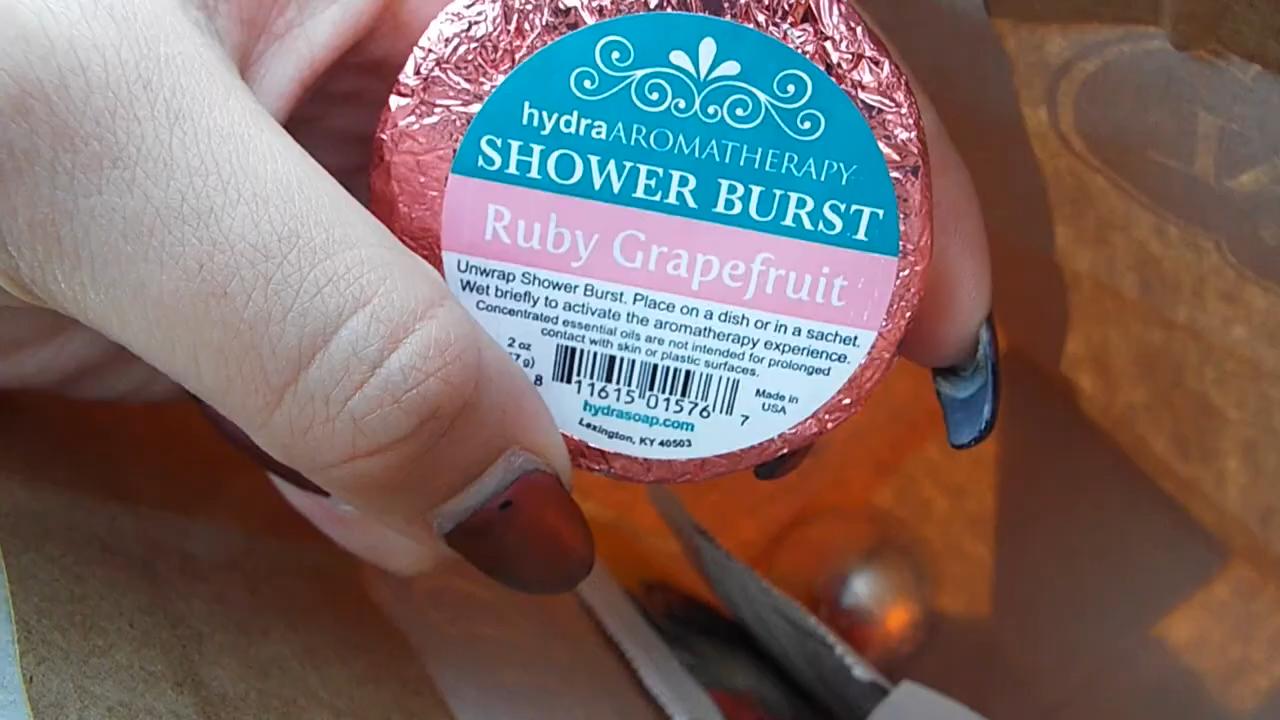 hydraAROMATHERAPY
SHOWER BURST
Ruby Grapefruit
Unwrap Shower Burst. Place on a dish or in a sachet.
Wet briefly to activate the aromatherapy experience.
Concentrated essential oils are not intended for prolonged
contact with skin or plastic surfaces.
2 oz
7 g)
8 11615 01576 7
Made in
USA
hydrasoap.com
Lexington, KY 40503